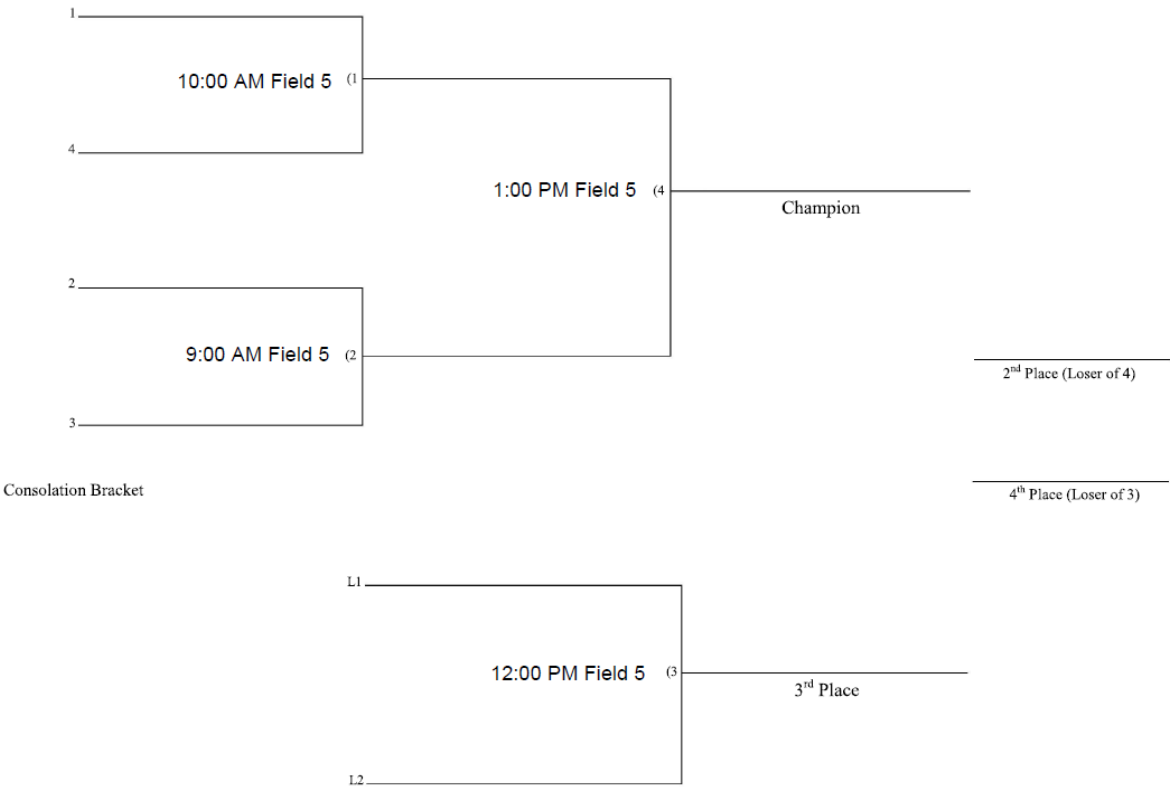 1
10:00 AM Field 5 (1
4
1:00 PM Field 5 (4
Champion
2
9:00 AM Field 5 (2
2nd Place (Loser of 4)
3
Consolation Bracket
4th Place (Loser of 3)
L1
12:00 PM Field 5 (3
3rd Place
L2